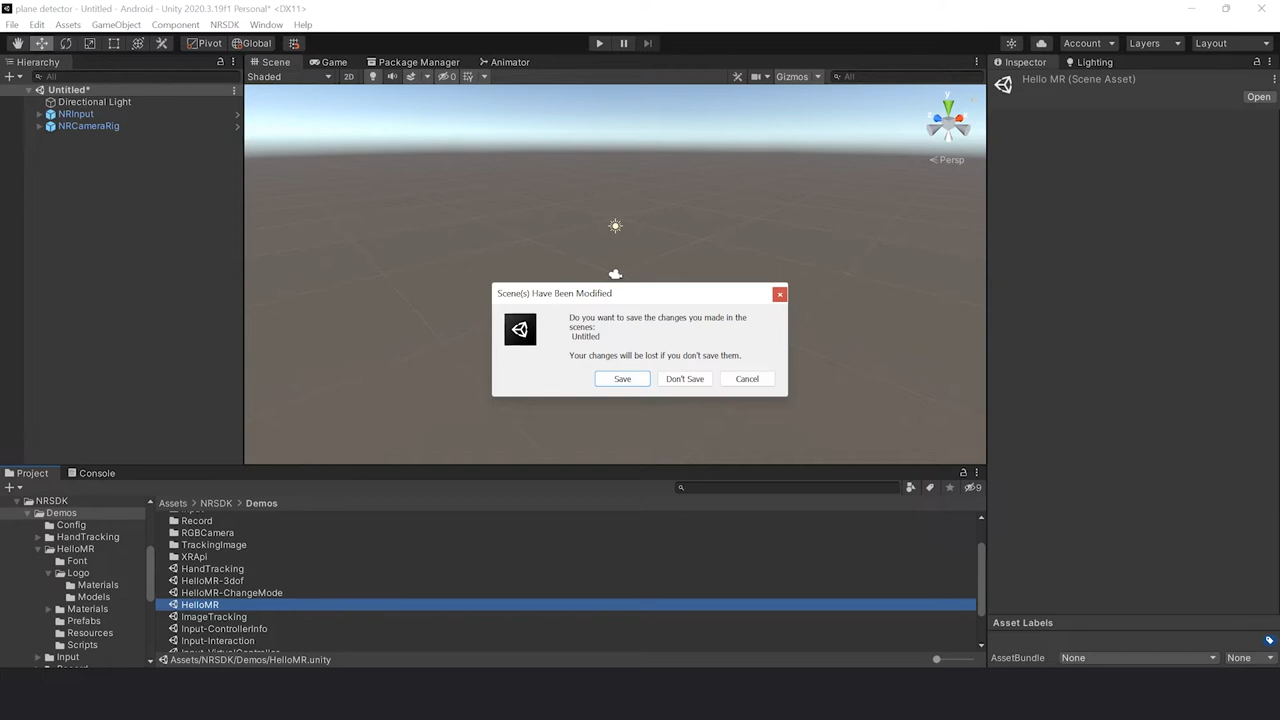 plane detector - Untitled - Android - Unity 2020.3.19f1 Personal* <DX11>
File Edit Assets GameObject Component NRSDK Window Help
Pivot Global Account Layers Layout
Hierarchy Scene Game Package Manager Animator Inspector Lighting
All Shaded 2D 0 Gizmos All Hello MR (Scene Asset)
Untitled* Open
Directional Light
NRInput
NRCameraRig
y
Persp
Scene(s) Have Been Modified
Do you want to save the changes you made in the
scenes:
Untitled
Your changes will be lost if you don't save them.
Save Don't Save Cancel
Project Console
9
NRSDK
Demos
Config
HandTracking
HelloMR
Font
Logo
Materials
Models
Materials
Prefabs
Resources
Scripts
Input
Assets > NRSDK > Demos
Record
RGBCamera
TrackingImage
XRApi
HandTracking
HelloMR-3dof
HelloMR-ChangeMode
HelloMR
ImageTracking
Input-ControllerInfo
Input-Interaction
Assets/NRSDK/Demos/HelloMR.unity
Asset Labels
AssetBundle None None